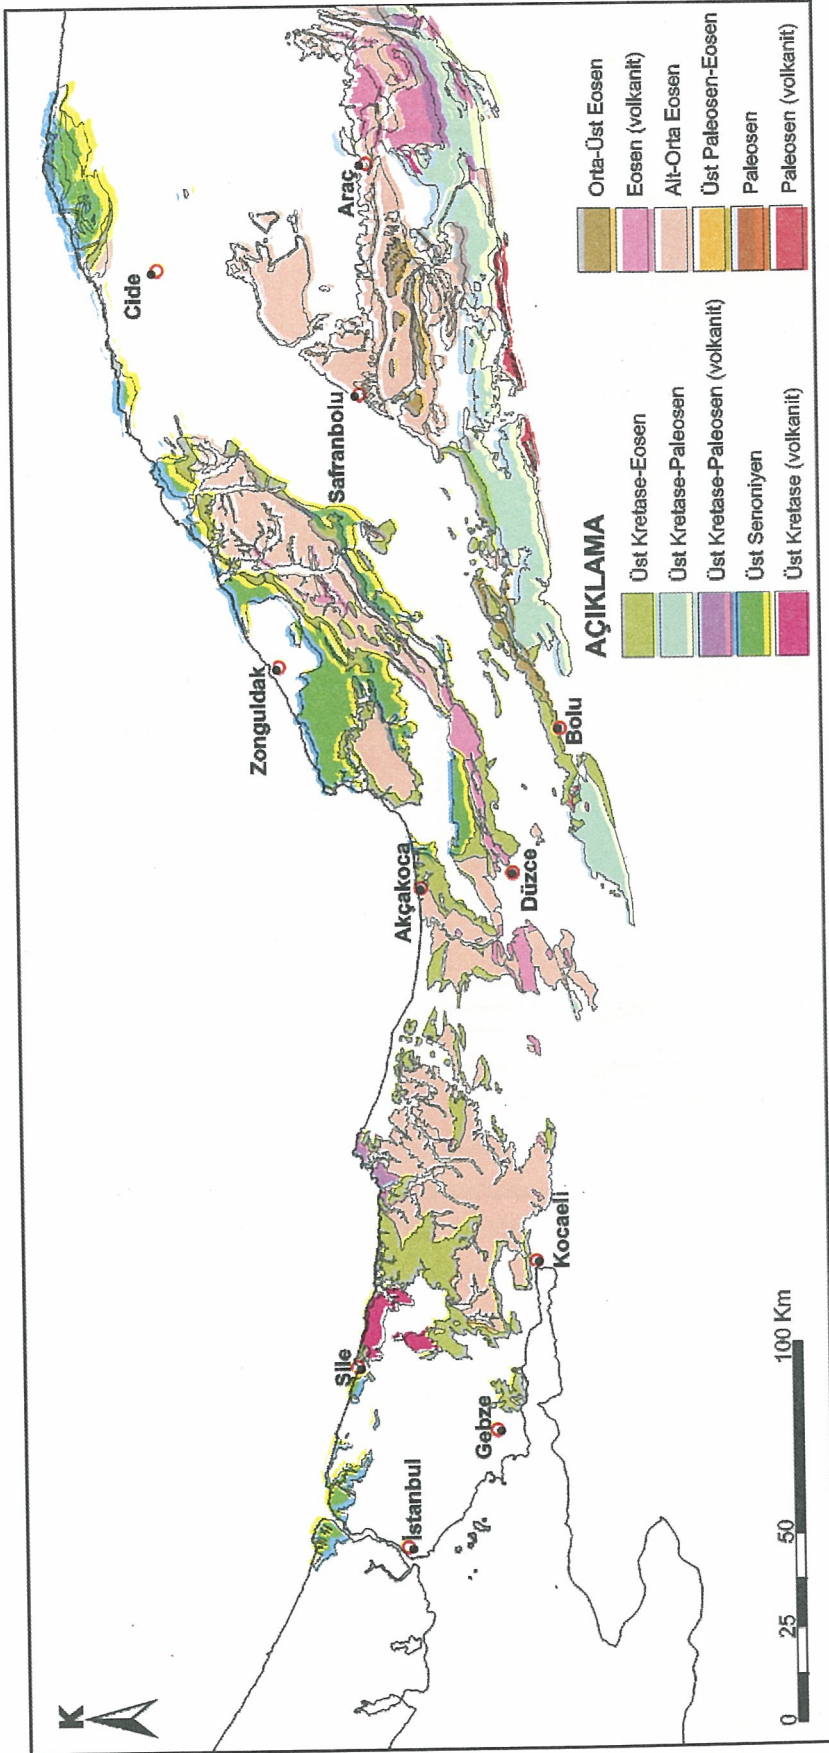 K
Cide
Araç
Safranbolu
Zonguldak
Akçakoca
Düzce
Bolu
Şile
Kocaeli
Gebze
İstanbul
0 25 50 100 Km
AÇIKLAMA
Üst Kretase-Eosen
Üst Kretase-Paleosen
Üst Kretase-Paleosen (volkanit)
Üst Senoniyen
Üst Kretase (volkanit)
Orta-Üst Eosen
Eosen (volkanit)
Alt-Orta Eosen
Üst Paleosen-Eosen
Paleosen
Paleosen (volkanit)